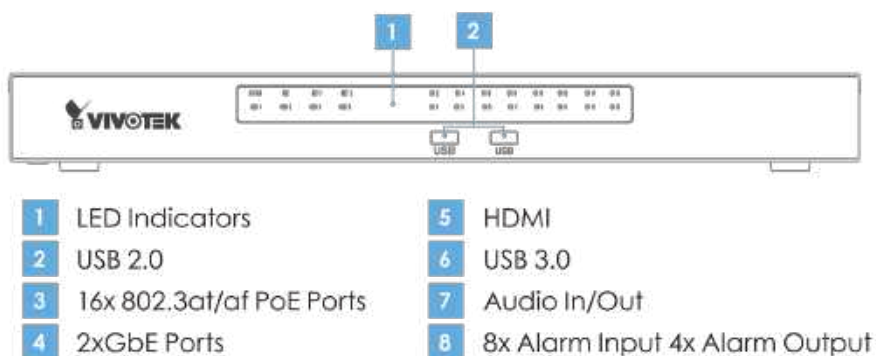 1 2
VIVOTEK
USB USB
1 LED Indicators
2 USB 2.0
3 16x 802.3at/af PoE Ports
4 2xGbE Ports
5 HDMI
6 USB 3.0
7 Audio In/Out
8 8x Alarm Input 4x Alarm Output